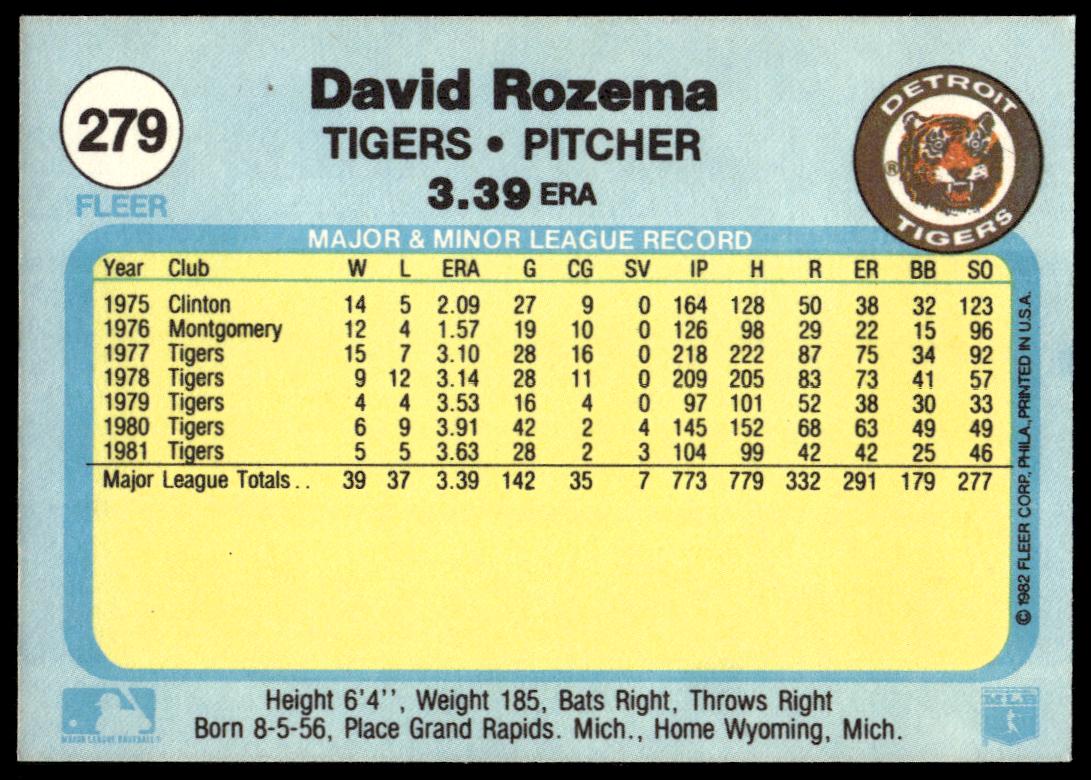 279
FLEER
David Rozema
TIGERS • PITCHER
3.39 ERA
DETROIT
®
TIGERS
MAJOR & MINOR LEAGUE RECORD
Year Club W L ERA G CG SV IP H R ER BB SO
1975 Clinton 14 5 2.09 27 9 0 164 128 50 38 32 123
1976 Montgomery 12 4 1.57 19 10 0 126 98 29 22 15 96
1977 Tigers 15 7 3.10 28 16 0 218 222 87 75 34 92
1978 Tigers 9 12 3.14 28 11 0 209 205 83 73 41 57
1979 Tigers 4 4 3.53 16 4 0 97 101 52 38 30 33
1980 Tigers 6 9 3.91 42 2 4 145 152 68 63 49 49
1981 Tigers 5 5 3.63 28 2 3 104 99 42 42 25 46
Major League Totals.. 39 37 3.39 142 35 7 773 779 332 291 179 277
© 1982 FLEER CORP., PHILA., PRINTED IN U.S.A.
Height 6'4'', Weight 185, Bats Right, Throws Right
Born 8-5-56, Place Grand Rapids. Mich., Home Wyoming, Mich.
MAJOR LEAGUE BASEBALL®